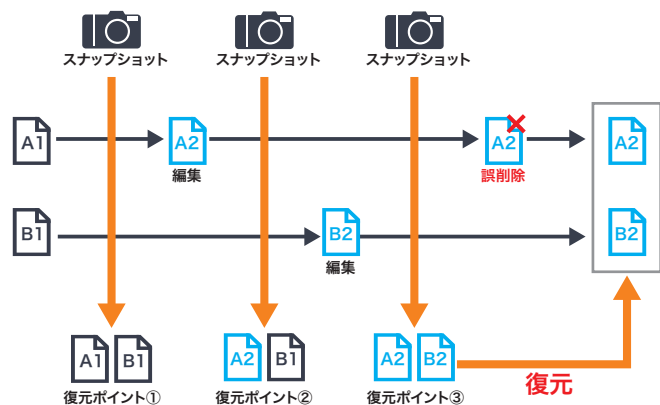 スナップショット
スナップショット
スナップショット
A1
A2
A2
A2
編集
誤削除
B1
B2
B2
編集
A1
B1
A2
B1
A2
B2
復元
復元ポイント①
復元ポイント②
復元ポイント③